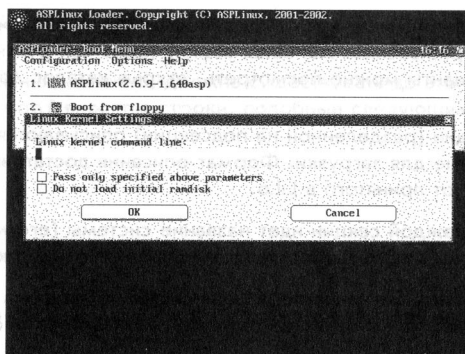 ASPLinux Loader. Copyright (C) ASPLinux, 2001-2002.
All rights reserved.
ASPLoader: Boot Menu 16:16
Configuration Options Help
1. ASPLinux(2.6.9-1.640asp)
2. Boot from floppy
Linux Kernel Settings
Linux kernel command line:
Pass only specified above parameters
Do not load initial ramdisk
OK Cancel